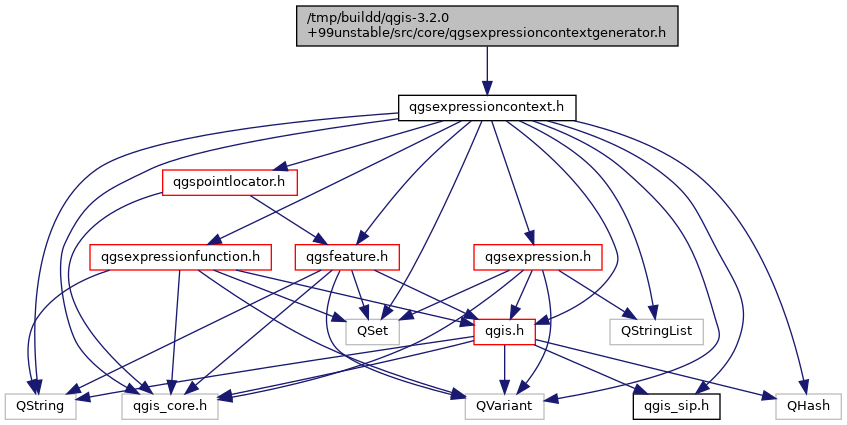 /tmp/buildd/qgis-3.2.0
+99unstable/src/core/qgsexpressioncontextgenerator.h
qgsexpressioncontext.h
qgspointlocator.h
qgsexpressionfunction.h
qgsfeature.h
qgsexpression.h
QSet
qgis.h
QStringList
QString
qgis_core.h
QVariant
qgis_sip.h
QHash